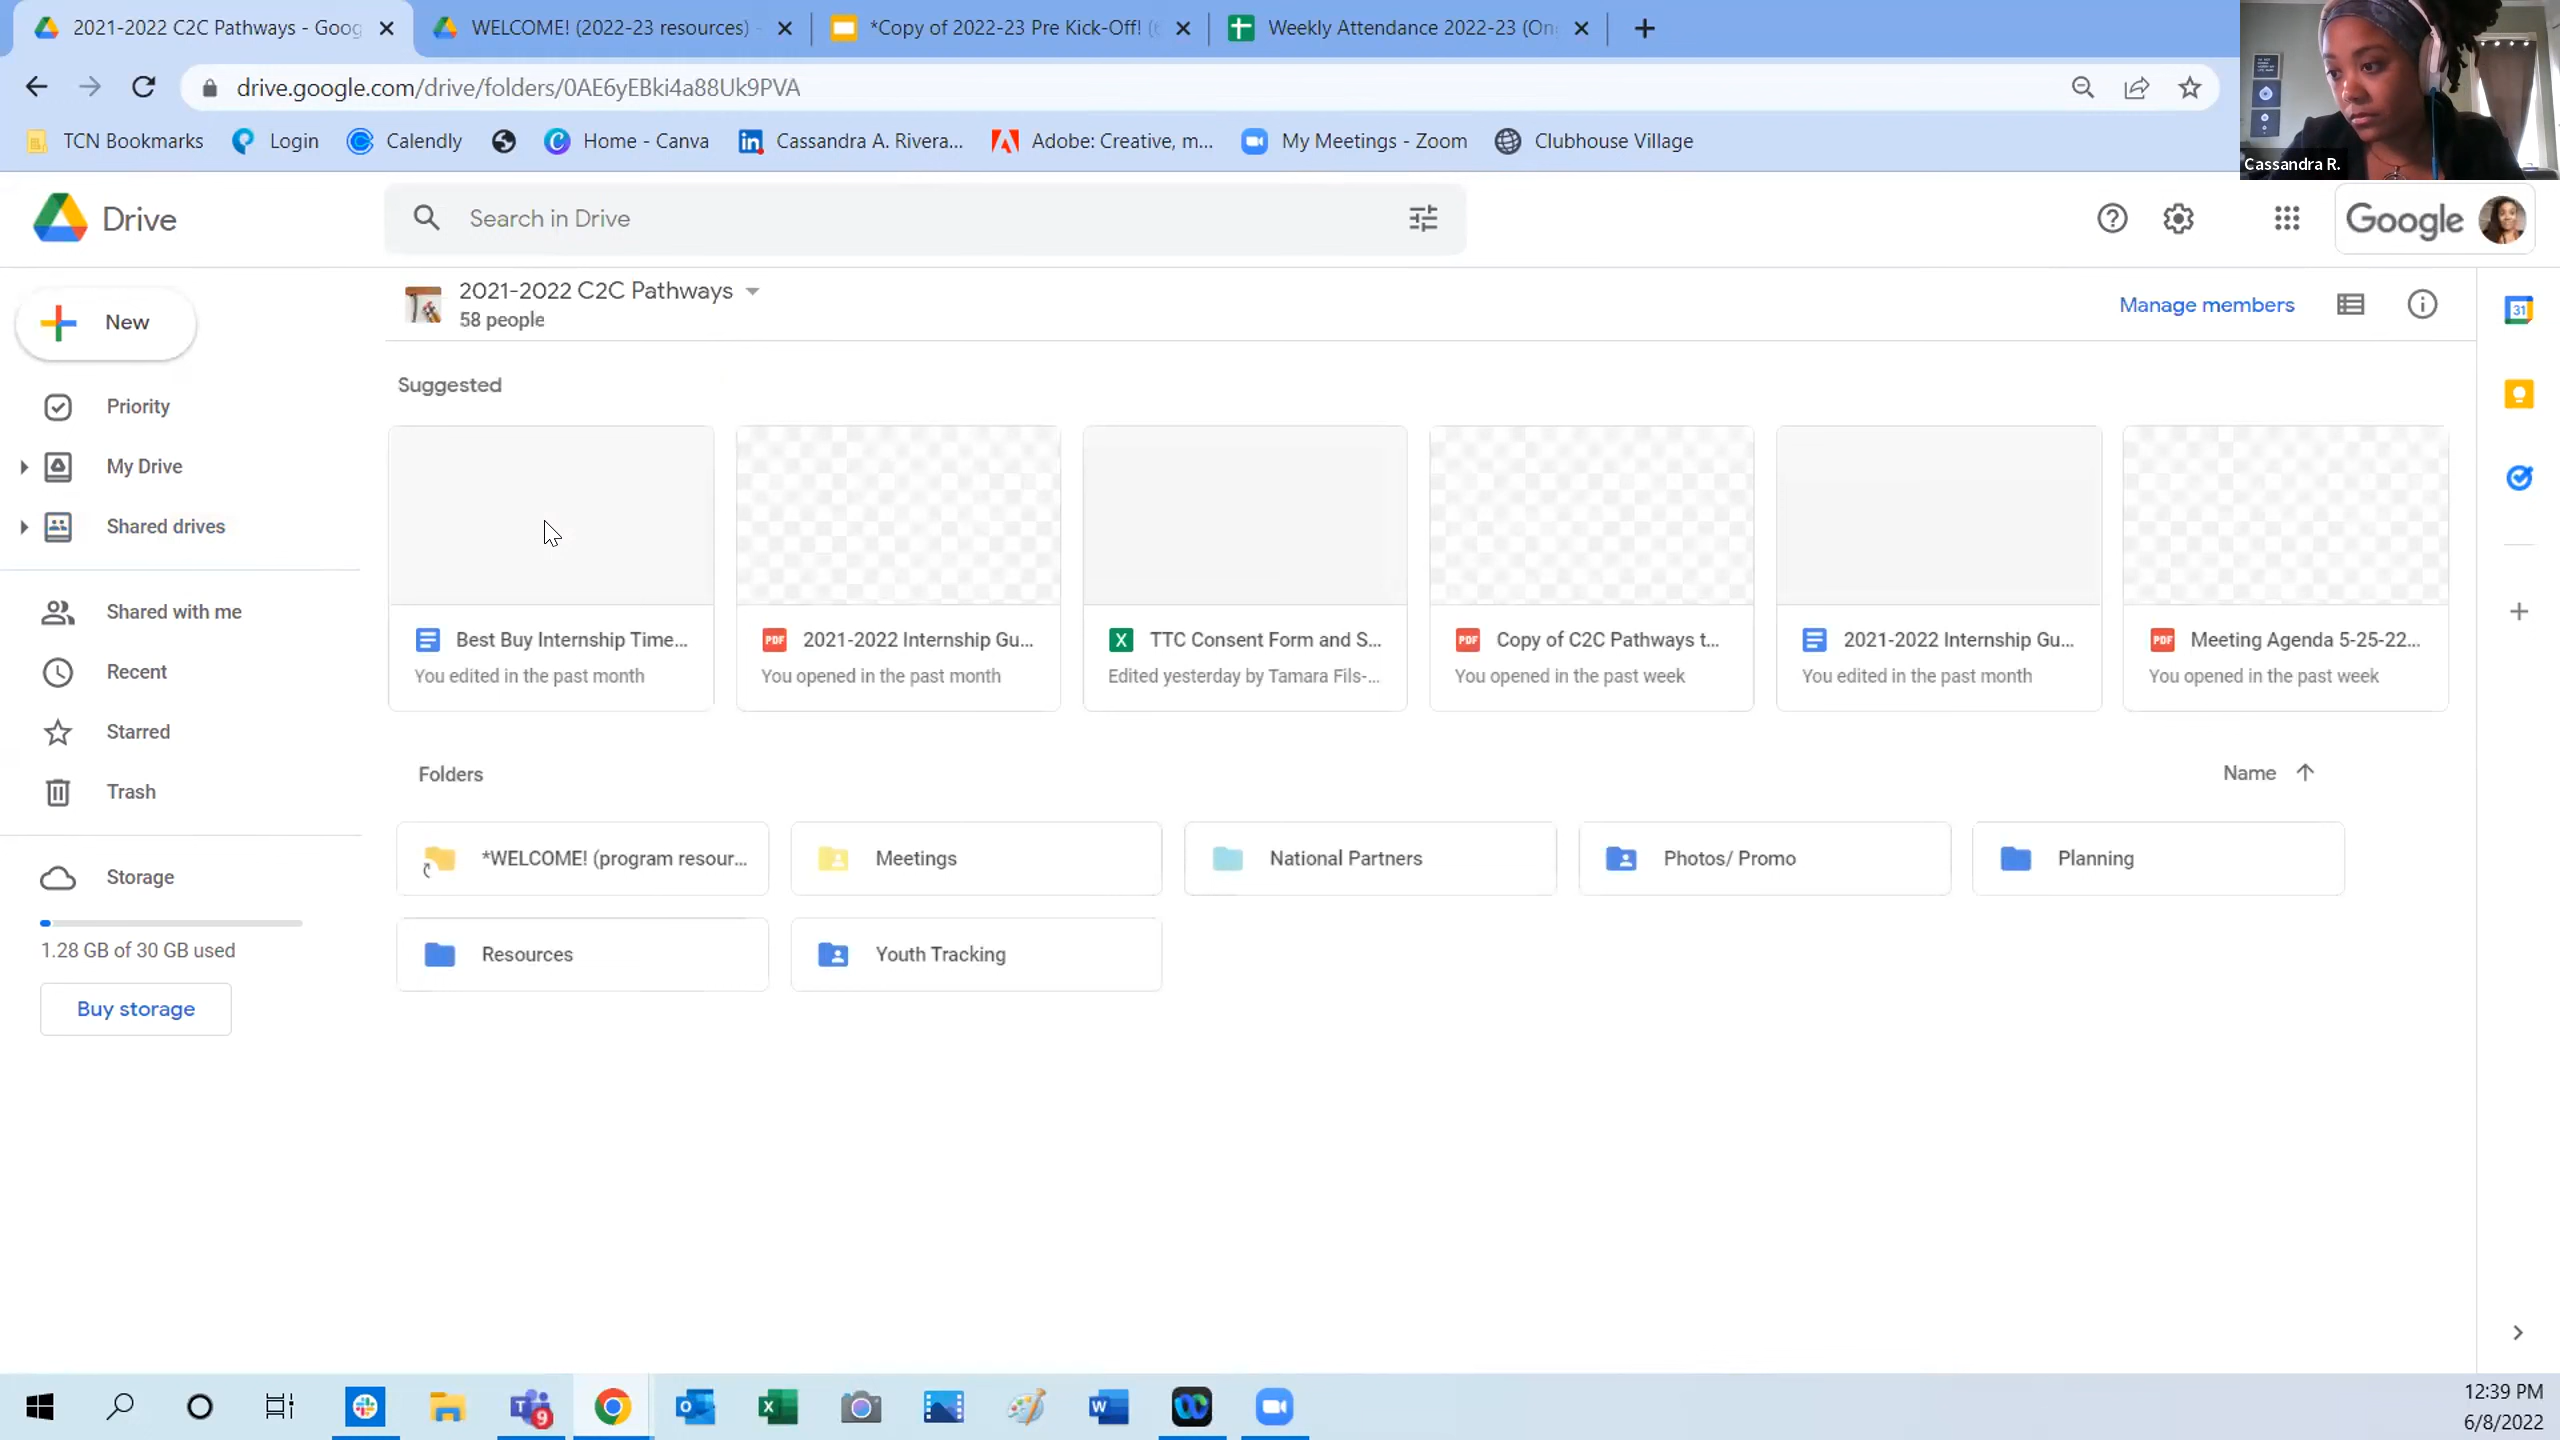 2021-2022 C2C Pathways - Goog
WELCOME! (2022-23 resources) -
*Copy of 2022-23 Pre Kick-Off! (6
Weekly Attendance 2022-23 (On
drive.google.com/drive/folders/0AE6yEBki4a88Uk9PVA
TCN Bookmarks
Login
Calendly
Home - Canva
Cassandra A. Rivera...
Adobe: Creative, m...
My Meetings - Zoom
Clubhouse Village
Cassandra R.
Drive
Search in Drive
Google
New
2021-2022 C2C Pathways
58 people
Manage members
31
Priority
My Drive
Shared drives
Shared with me
Recent
Starred
Trash
Storage
1.28 GB of 30 GB used
Buy storage
Suggested
Best Buy Internship Time...
You edited in the past month
PDF
2021-2022 Internship Gu...
You opened in the past month
X
TTC Consent Form and S...
Edited yesterday by Tamara Fils-...
PDF
Copy of C2C Pathways t...
You opened in the past week
2021-2022 Internship Gu...
You edited in the past month
PDF
Meeting Agenda 5-25-22...
You opened in the past week
Folders
Name
*WELCOME! (program resour...
Meetings
National Partners
Photos/ Promo
Planning
Resources
Youth Tracking
12:39 PM
6/8/2022